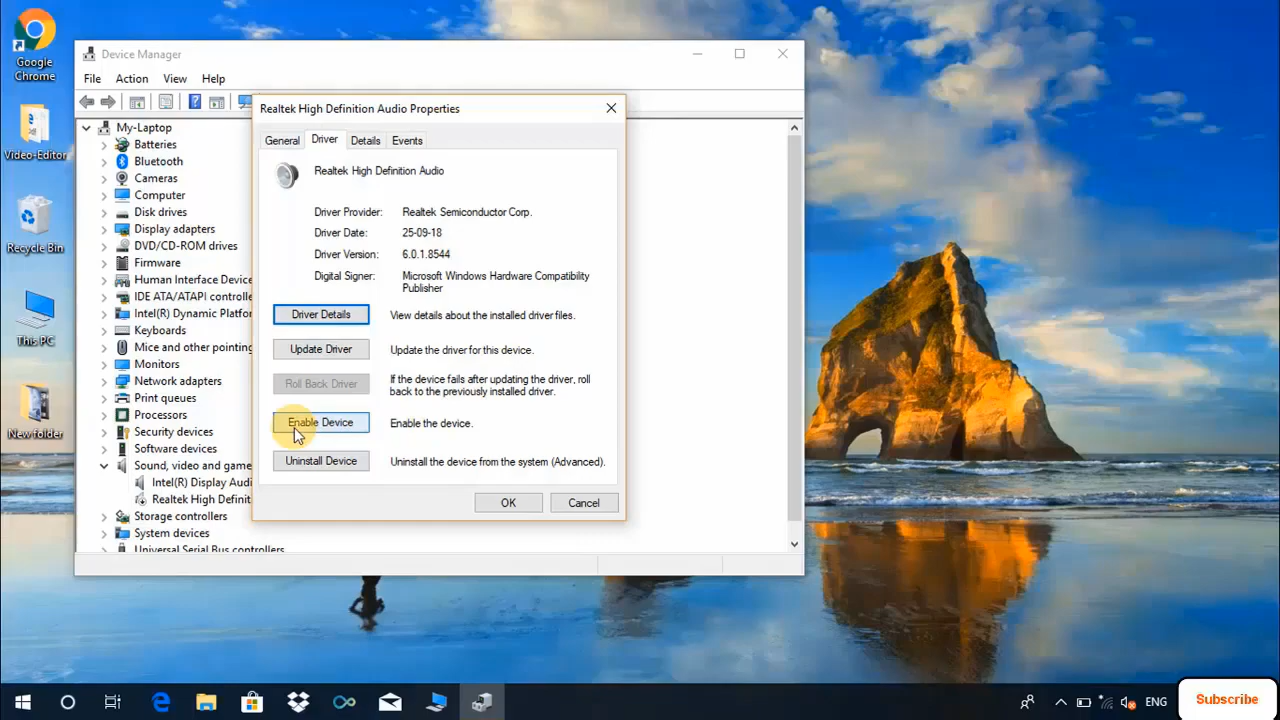 Google
Chrome
Video-Editor
Recycle Bin
This PC
New folder
Device Manager
File Action View Help
My-Laptop
Batteries
Bluetooth
Cameras
Computer
Disk drives
Display adapters
DVD/CD-ROM drives
Firmware
Human Interface Device
IDE ATA/ATAPI controlle
Intel(R) Dynamic Platfor
Keyboards
Mice and other pointing
Monitors
Network adapters
Print queues
Processors
Security devices
Software devices
Sound, video and game
Intel(R) Display Audi
Realtek High Definit
Storage controllers
System devices
Universal Serial Bus controllers
Realtek High Definition Audio Properties
General Driver Details Events
Realtek High Definition Audio
Driver Provider: Realtek Semiconductor Corp.
Driver Date: 25-09-18
Driver Version: 6.0.1.8544
Digital Signer: Microsoft Windows Hardware Compatibility
Publisher
Driver Details View details about the installed driver files.
Update Driver Update the driver for this device.
Roll Back Driver If the device fails after updating the driver, roll
back to the previously installed driver.
Enable Device Enable the device.
Uninstall Device Uninstall the device from the system (Advanced).
OK Cancel
ENG
Subscribe